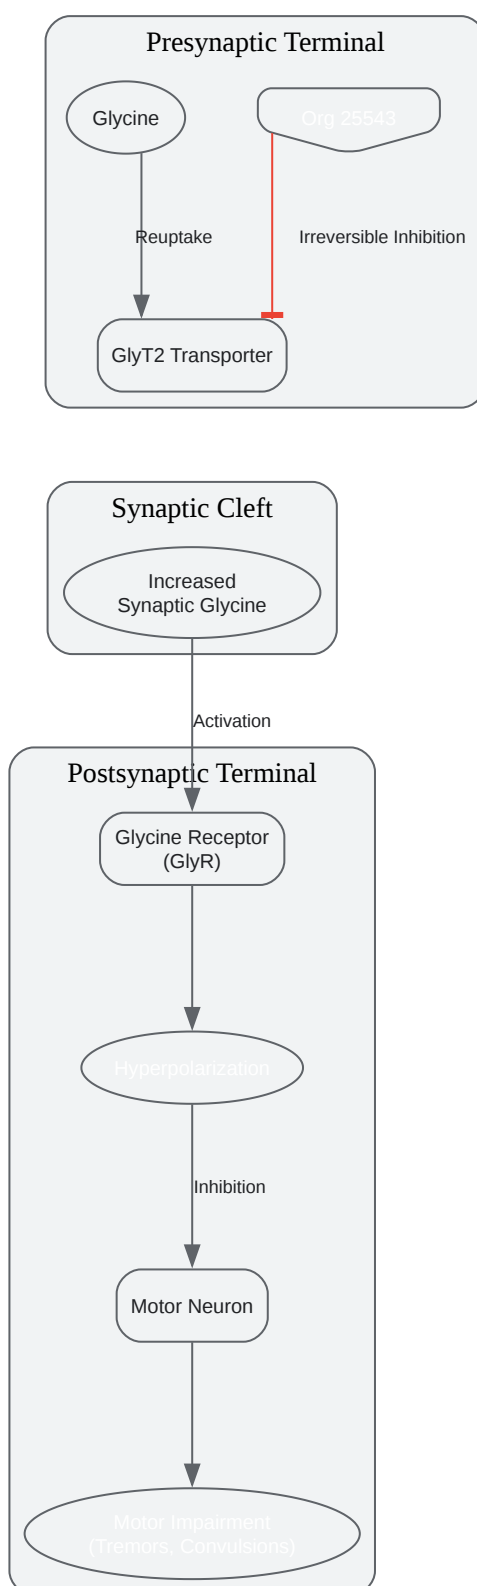 Presynaptic Terminal
Glycine
Org 25543
Reuptake
Irreversible Inhibition
GlyT2 Transporter
Synaptic Cleft
Increased
Synaptic Glycine
Activation
Postsynaptic Terminal
Glycine Receptor
(GlyR)
Hyperpolarization
Inhibition
Motor Neuron
Motor Impairment
(Tremors, Convulsions)